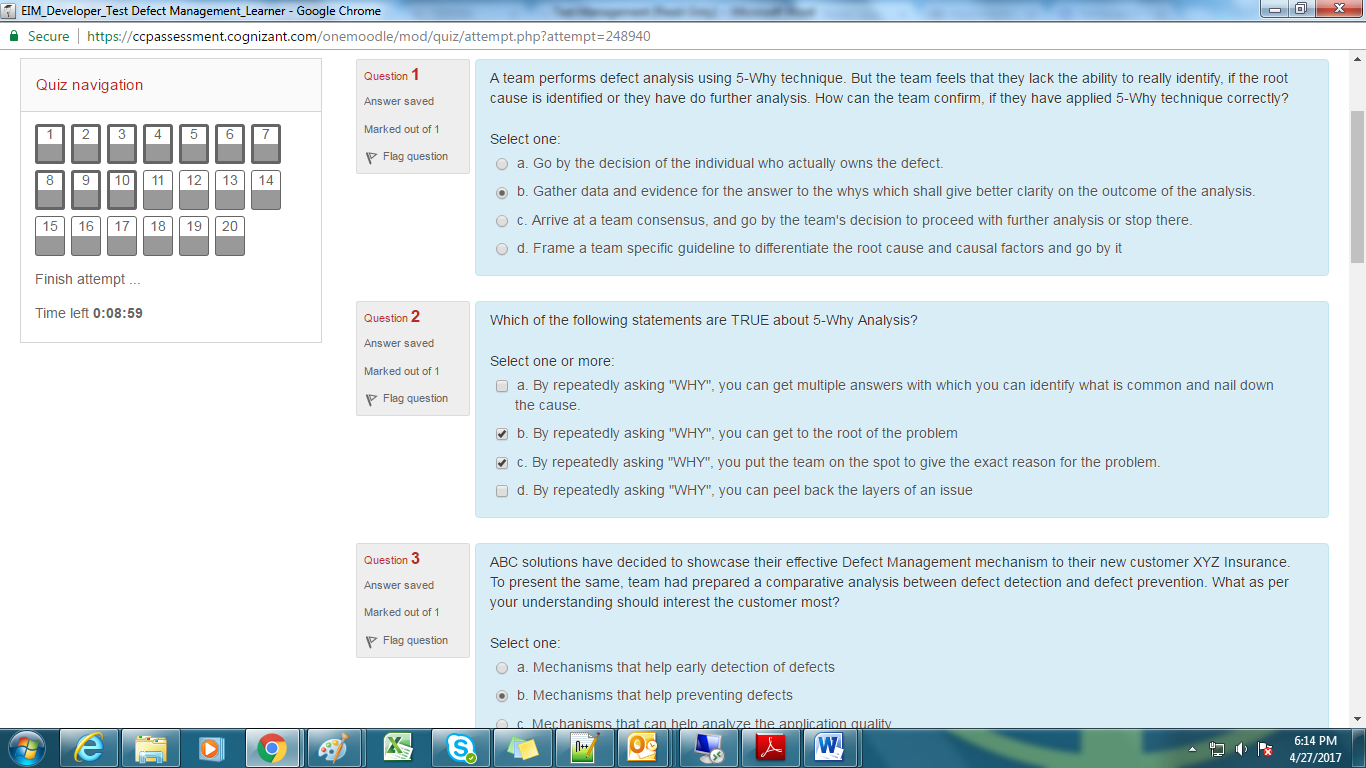 EIM_Developer_Test Defect Management_Learner - Google Chrome
Secure https://ccpassessment.cognizant.com/onemoodle/mod/quiz/attempt.php?attempt=248940
Quiz navigation
1 2 3 4 5 6 7
8 9 10 11 12 13 14
15 16 17 18 19 20
Finish attempt ...
Time left 0:08:59
Question 1
Answer saved
Marked out of 1
Flag question
A team performs defect analysis using 5-Why technique. But the team feels that they lack the ability to really identify, if the root
cause is identified or they have do further analysis. How can the team confirm, if they have applied 5-Why technique correctly?
Select one:
a. Go by the decision of the individual who actually owns the defect.
b. Gather data and evidence for the answer to the whys which shall give better clarity on the outcome of the analysis.
c. Arrive at a team consensus, and go by the team's decision to proceed with further analysis or stop there.
d. Frame a team specific guideline to differentiate the root cause and causal factors and go by it
Question 2
Answer saved
Marked out of 1
Flag question
Which of the following statements are TRUE about 5-Why Analysis?
Select one or more:
a. By repeatedly asking "WHY", you can get multiple answers with which you can identify what is common and nail down
the cause.
b. By repeatedly asking "WHY", you can get to the root of the problem
c. By repeatedly asking "WHY", you put the team on the spot to give the exact reason for the problem.
d. By repeatedly asking "WHY", you can peel back the layers of an issue
Question 3
Answer saved
Marked out of 1
Flag question
ABC solutions have decided to showcase their effective Defect Management mechanism to their new customer XYZ Insurance.
To present the same, team had prepared a comparative analysis between defect detection and defect prevention. What as per
your understanding should interest the customer most?
Select one:
a. Mechanisms that help early detection of defects
b. Mechanisms that help preventing defects
c. Mechanisms that can help analyze the application quality
6:14 PM
4/27/2017